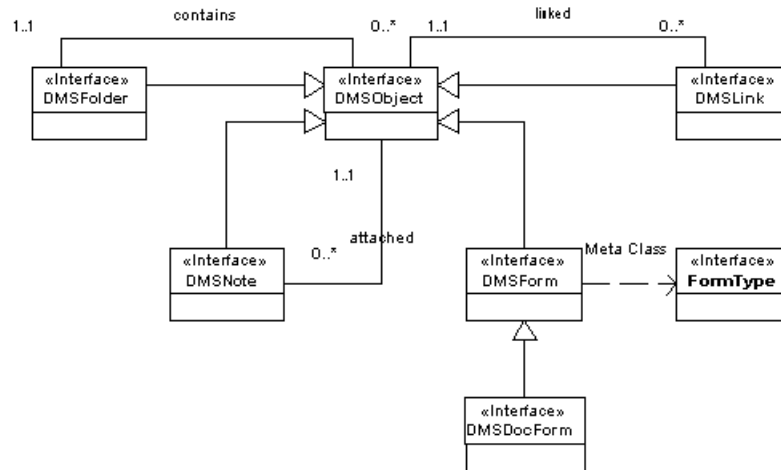 contains
linked
1..1
0..*
1..1
0..*
«Interface»
DMSFolder
«Interface»
DMSObject
«Interface»
DMSLink
1..1
attached
0..*
Meta Class
«Interface»
DMSNote
«Interface»
DMSForm
«Interface»
FormType
«Interface»
DMSDocForm